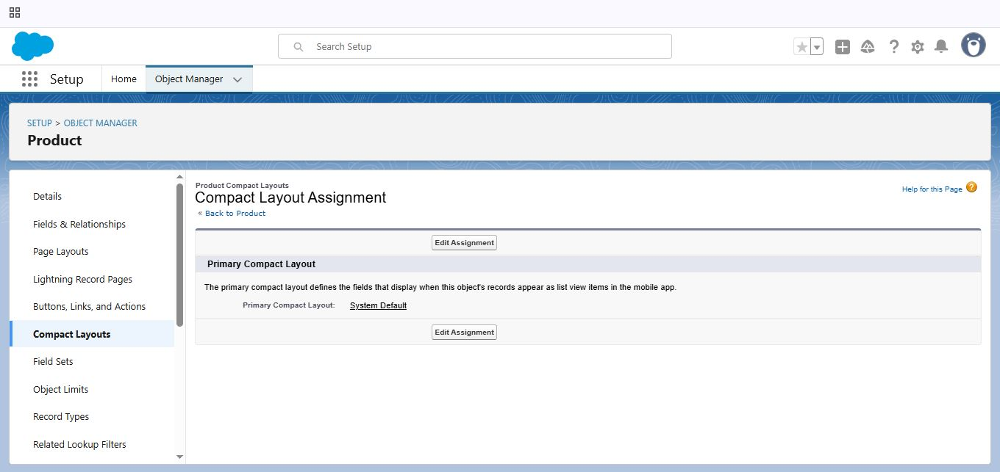 Search Setup
Setup
Home
Object Manager
SETUP > OBJECT MANAGER
Product
Details
Fields & Relationships
Page Layouts
Lightning Record Pages
Buttons, Links, and Actions
Compact Layouts
Field Sets
Object Limits
Record Types
Related Lookup Filters
Product Compact Layouts
Compact Layout Assignment
« Back to Product
Help for this Page ?
Edit Assignment
Primary Compact Layout
The primary compact layout defines the fields that display when this object's records appear as list view items in the mobile app.
Primary Compact Layout: System Default
Edit Assignment